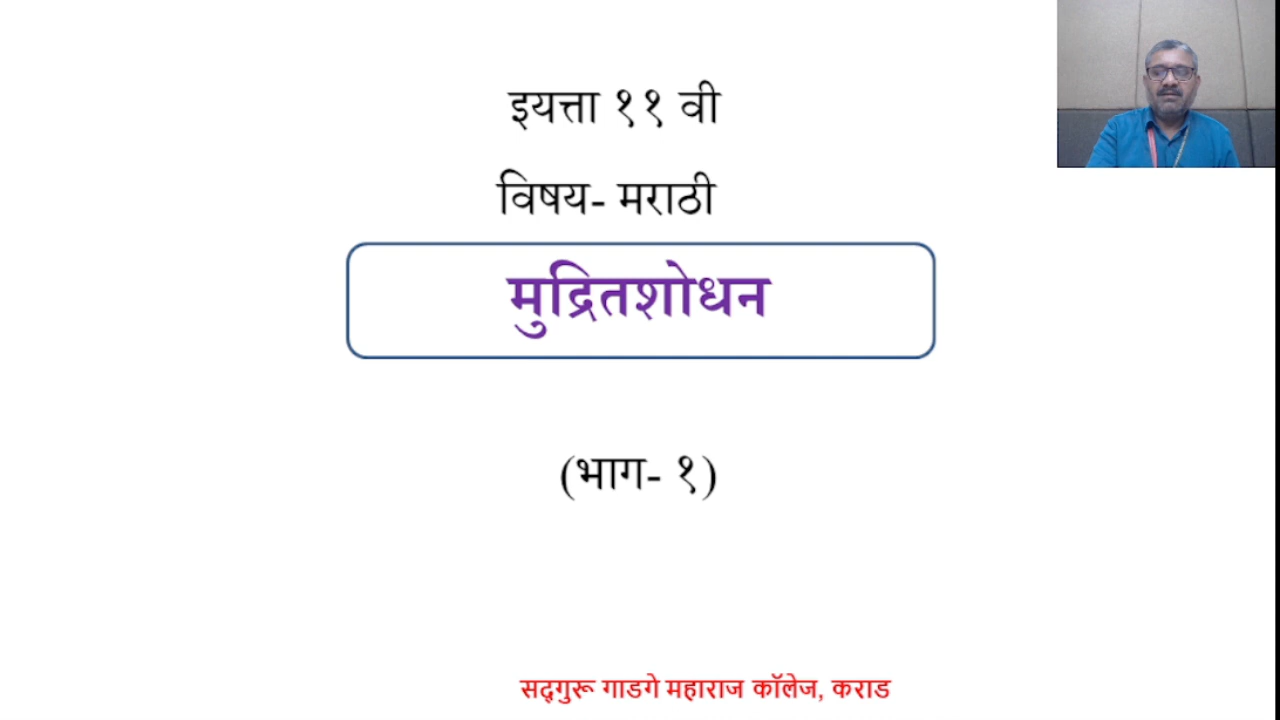 इयत्ता ११ वी
विषय- मराठी
मुद्रितशोधन
(भाग- १)
सद्‌गुरू गाडगे महाराज कॉलेज, कराड